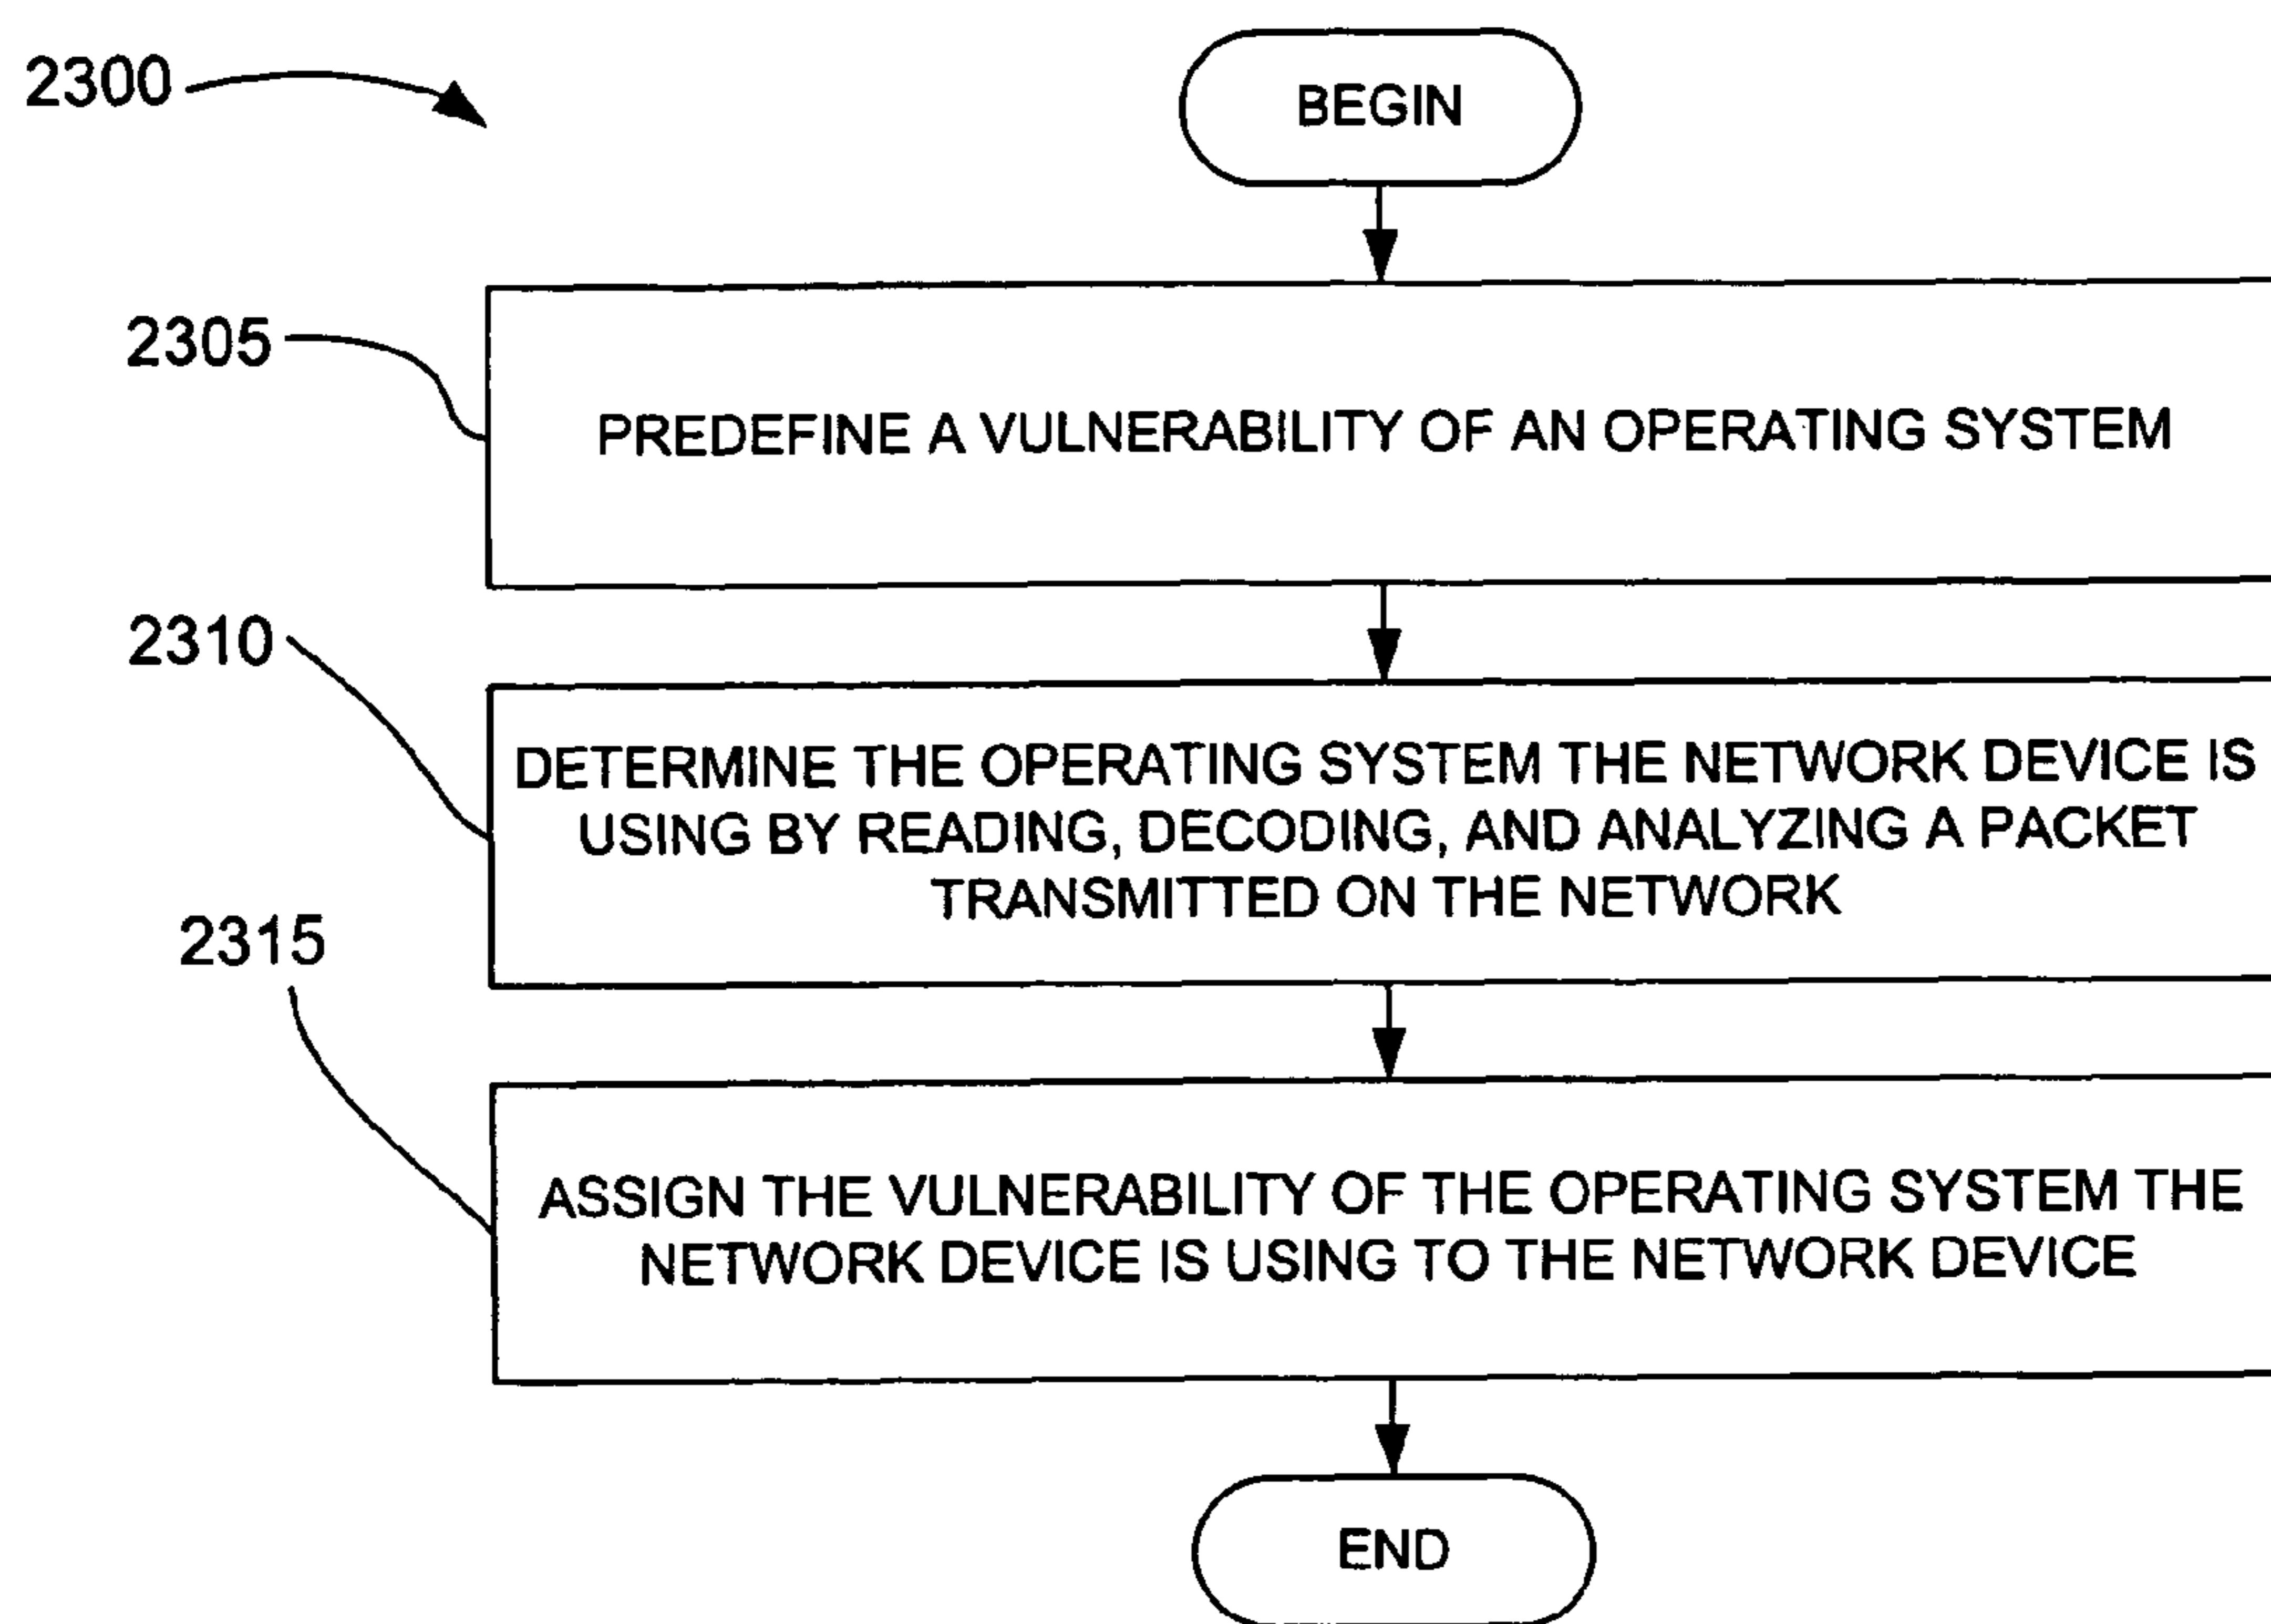 2300
BEGIN
2305
PREDEFINE A VULNERABILITY OF AN OPERATING SYSTEM
2310
DETERMINE THE OPERATING SYSTEM THE NETWORK DEVICE IS
USING BY READING, DECODING, AND ANALYZING A PACKET
TRANSMITTED ON THE NETWORK
2315
ASSIGN THE VULNERABILITY OF THE OPERATING SYSTEM THE
NETWORK DEVICE IS USING TO THE NETWORK DEVICE
END